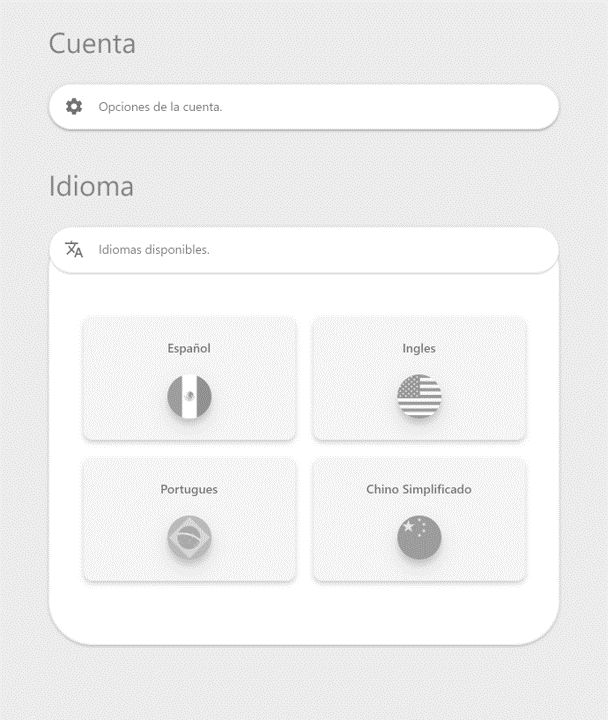 Cuenta
Opciones de la cuenta.
Idioma
Idiomas disponibles.
Español
Ingles
Portugues
Chino Simplificado